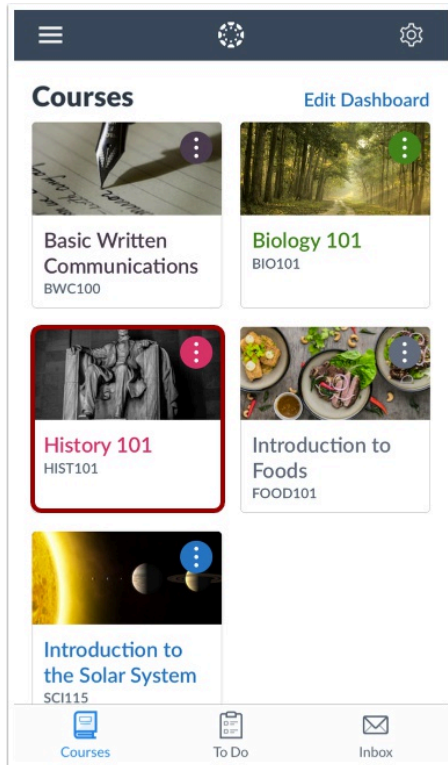 Courses
Edit Dashboard
Basic Written
Communications
BWC100
Biology 101
BIO101
History 101
HIST101
Introduction to
Foods
FOOD101
Introduction to
the Solar System
SCI115
Courses
To Do
Inbox